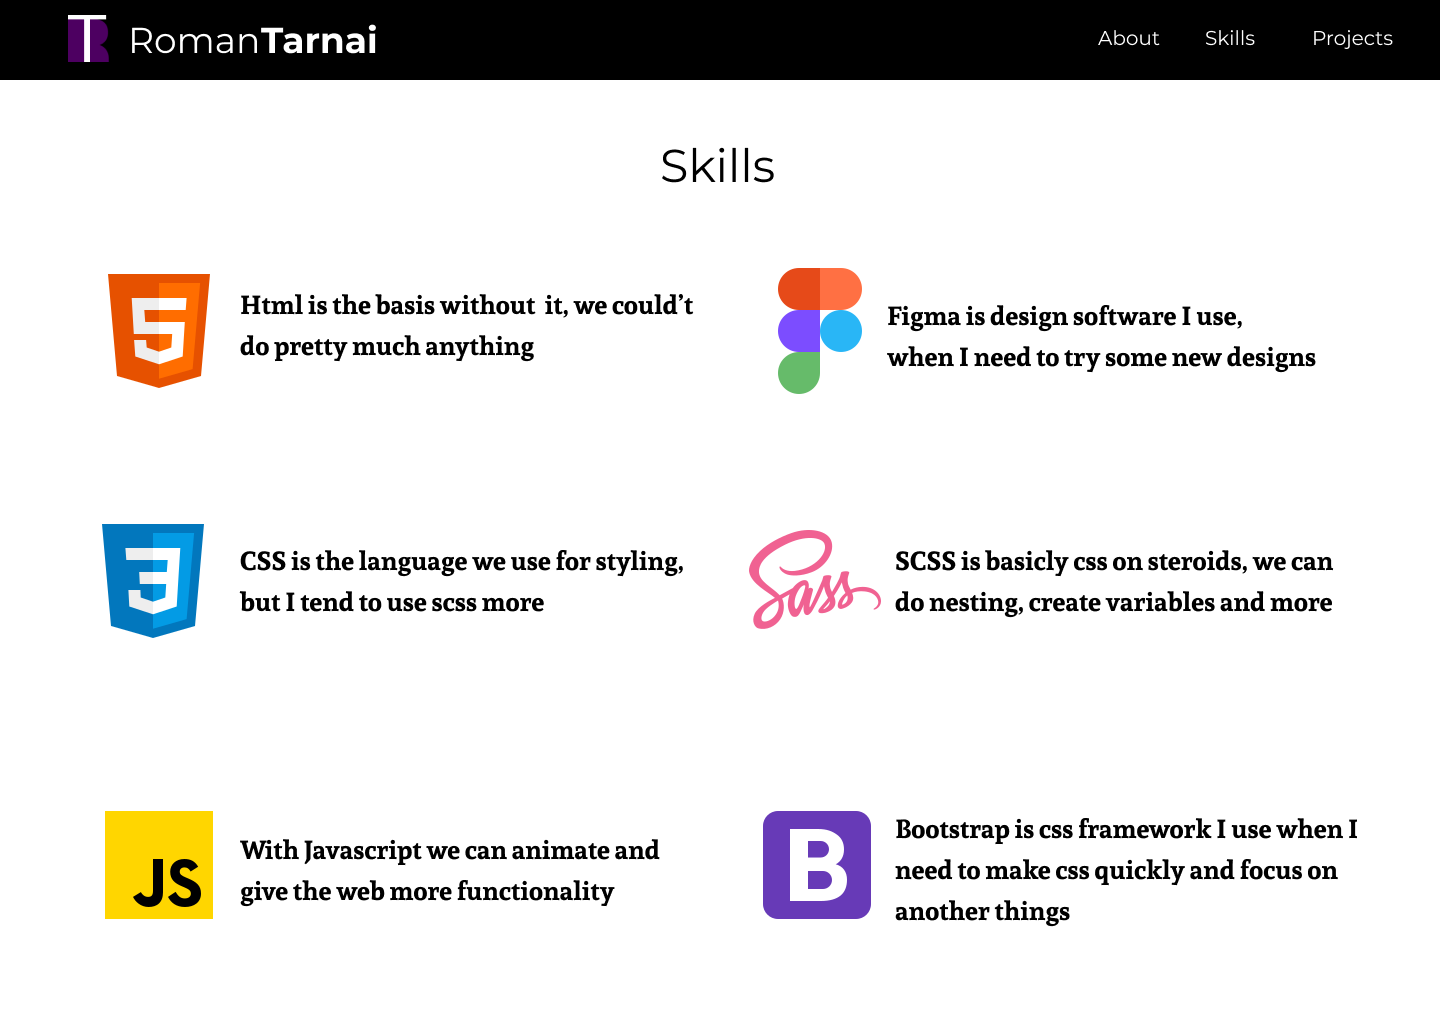 RomanTarnai
About Skills Projects
Skills
5
Html is the basis without  it, we could’t
do pretty much anything
Figma is design software I use,
when I need to try some new designs
3
CSS is the language we use for styling,
but I tend to use scss more
Sass
SCSS is basicly css on steroids, we can
do nesting, create variables and more
JS
With Javascript we can animate and
give the web more functionality
B
Bootstrap is css framework I use when I
need to make css quickly and focus on
another things